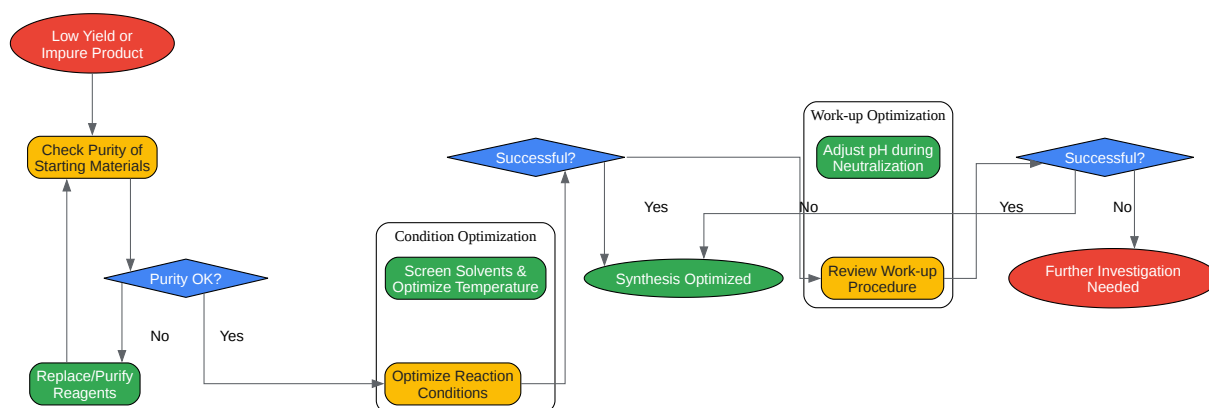 Low Yield or
Impure Product
Check Purity of
Starting Materials
Purity OK?
No
Yes
Replace/Purify
Reagents
Condition Optimization
Screen Solvents &
Optimize Temperature
Optimize Reaction
Conditions
Successful?
Yes
No
Synthesis Optimized
Work-up Optimization
Adjust pH during
Neutralization
Review Work-up
Procedure
Successful?
Yes
No
Further Investigation
Needed